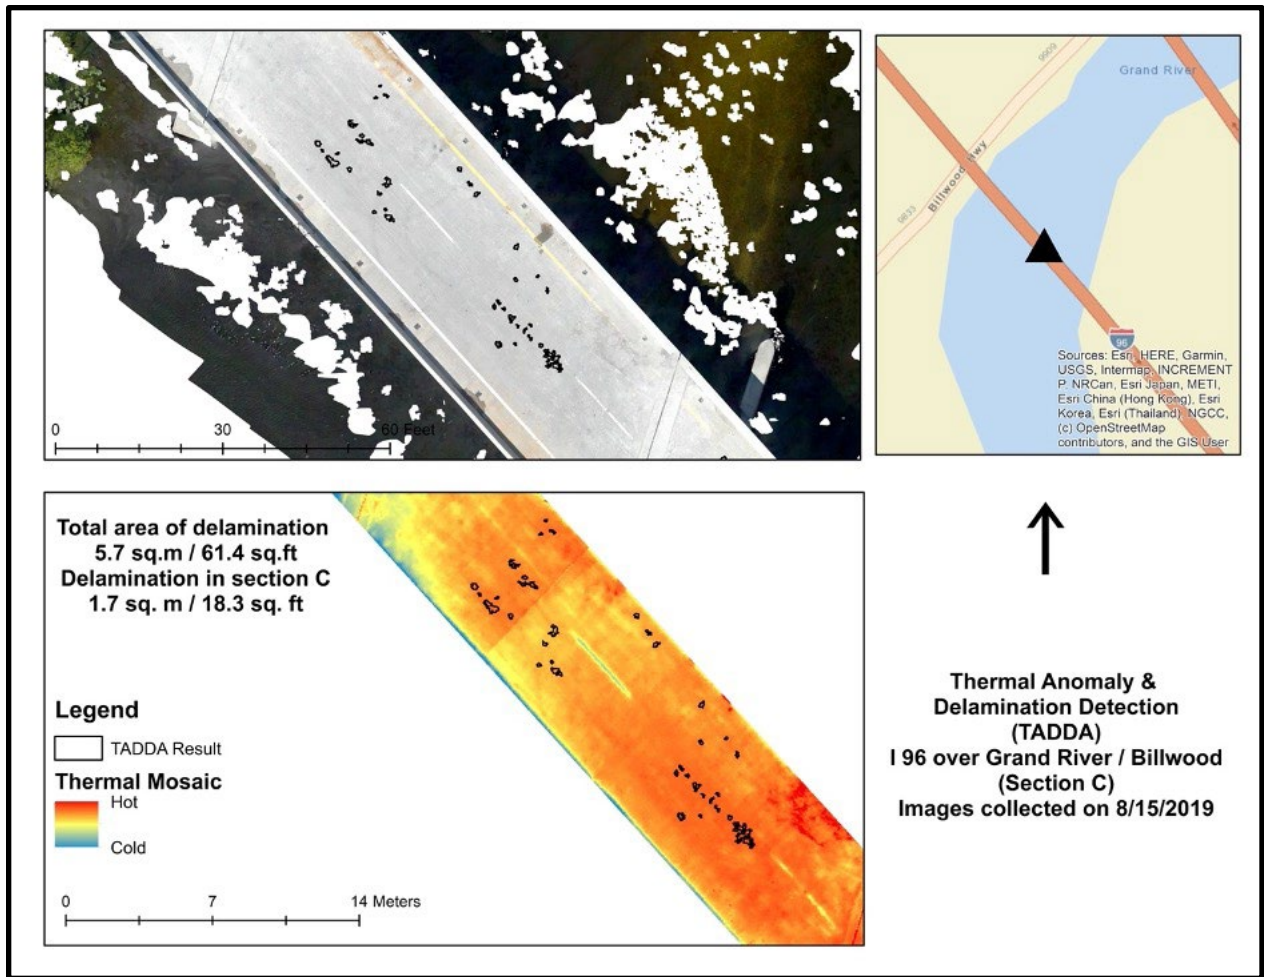 0 30 60 Feet
Grand River
9909
Billwood Hwy
9833
96
Sources: Esri, HERE, Garmin,
USGS, Intermap, INCREMENT
P, NRCan, Esri Japan, METI,
Esri China (Hong Kong), Esri
Korea, Esri (Thailand), NGCC,
(c) OpenStreetMap
contributors, and the GIS User
Total area of delamination
5.7 sq.m / 61.4 sq.ft
Delamination in section C
1.7 sq. m / 18.3 sq. ft
Legend
TADDA Result
Thermal Mosaic
Hot
Cold
0 7 14 Meters
Thermal Anomaly &
Delamination Detection
(TADDA)
I 96 over Grand River / Billwood
(Section C)
Images collected on 8/15/2019